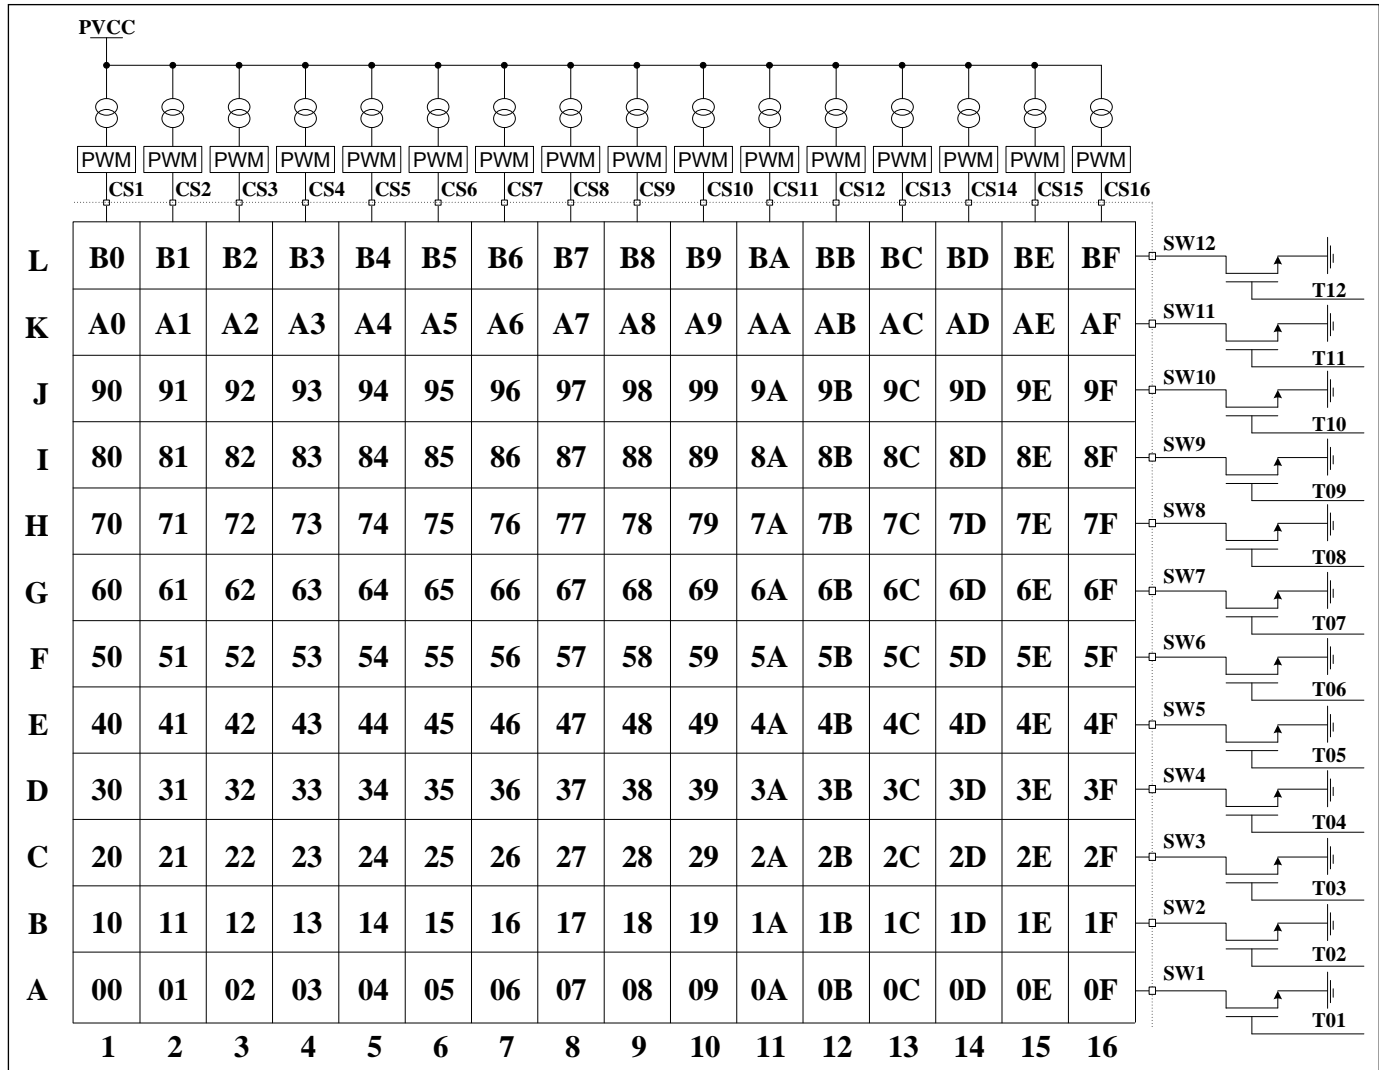 PVCC
PWM PWM PWM PWM PWM PWM PWM PWM PWM PWM PWM PWM PWM PWM PWM PWM
CS1 CS2 CS3 CS4 CS5 CS6 CS7 CS8 CS9 CS10 CS11 CS12 CS13 CS14 CS15 CS16
L B0 B1 B2 B3 B4 B5 B6 B7 B8 B9 BA BB BC BD BE BF SW12
T12
K A0 A1 A2 A3 A4 A5 A6 A7 A8 A9 AA AB AC AD AE AF SW11
T11
J 90 91 92 93 94 95 96 97 98 99 9A 9B 9C 9D 9E 9F SW10
T10
I 80 81 82 83 84 85 86 87 88 89 8A 8B 8C 8D 8E 8F SW9
T09
H 70 71 72 73 74 75 76 77 78 79 7A 7B 7C 7D 7E 7F SW8
T08
G 60 61 62 63 64 65 66 67 68 69 6A 6B 6C 6D 6E 6F SW7
T07
F 50 51 52 53 54 55 56 57 58 59 5A 5B 5C 5D 5E 5F SW6
T06
E 40 41 42 43 44 45 46 47 48 49 4A 4B 4C 4D 4E 4F SW5
T05
D 30 31 32 33 34 35 36 37 38 39 3A 3B 3C 3D 3E 3F SW4
T04
C 20 21 22 23 24 25 26 27 28 29 2A 2B 2C 2D 2E 2F SW3
T03
B 10 11 12 13 14 15 16 17 18 19 1A 1B 1C 1D 1E 1F SW2
T02
A 00 01 02 03 04 05 06 07 08 09 0A 0B 0C 0D 0E 0F SW1
T01
1 2 3 4 5 6 7 8 9 10 11 12 13 14 15 16